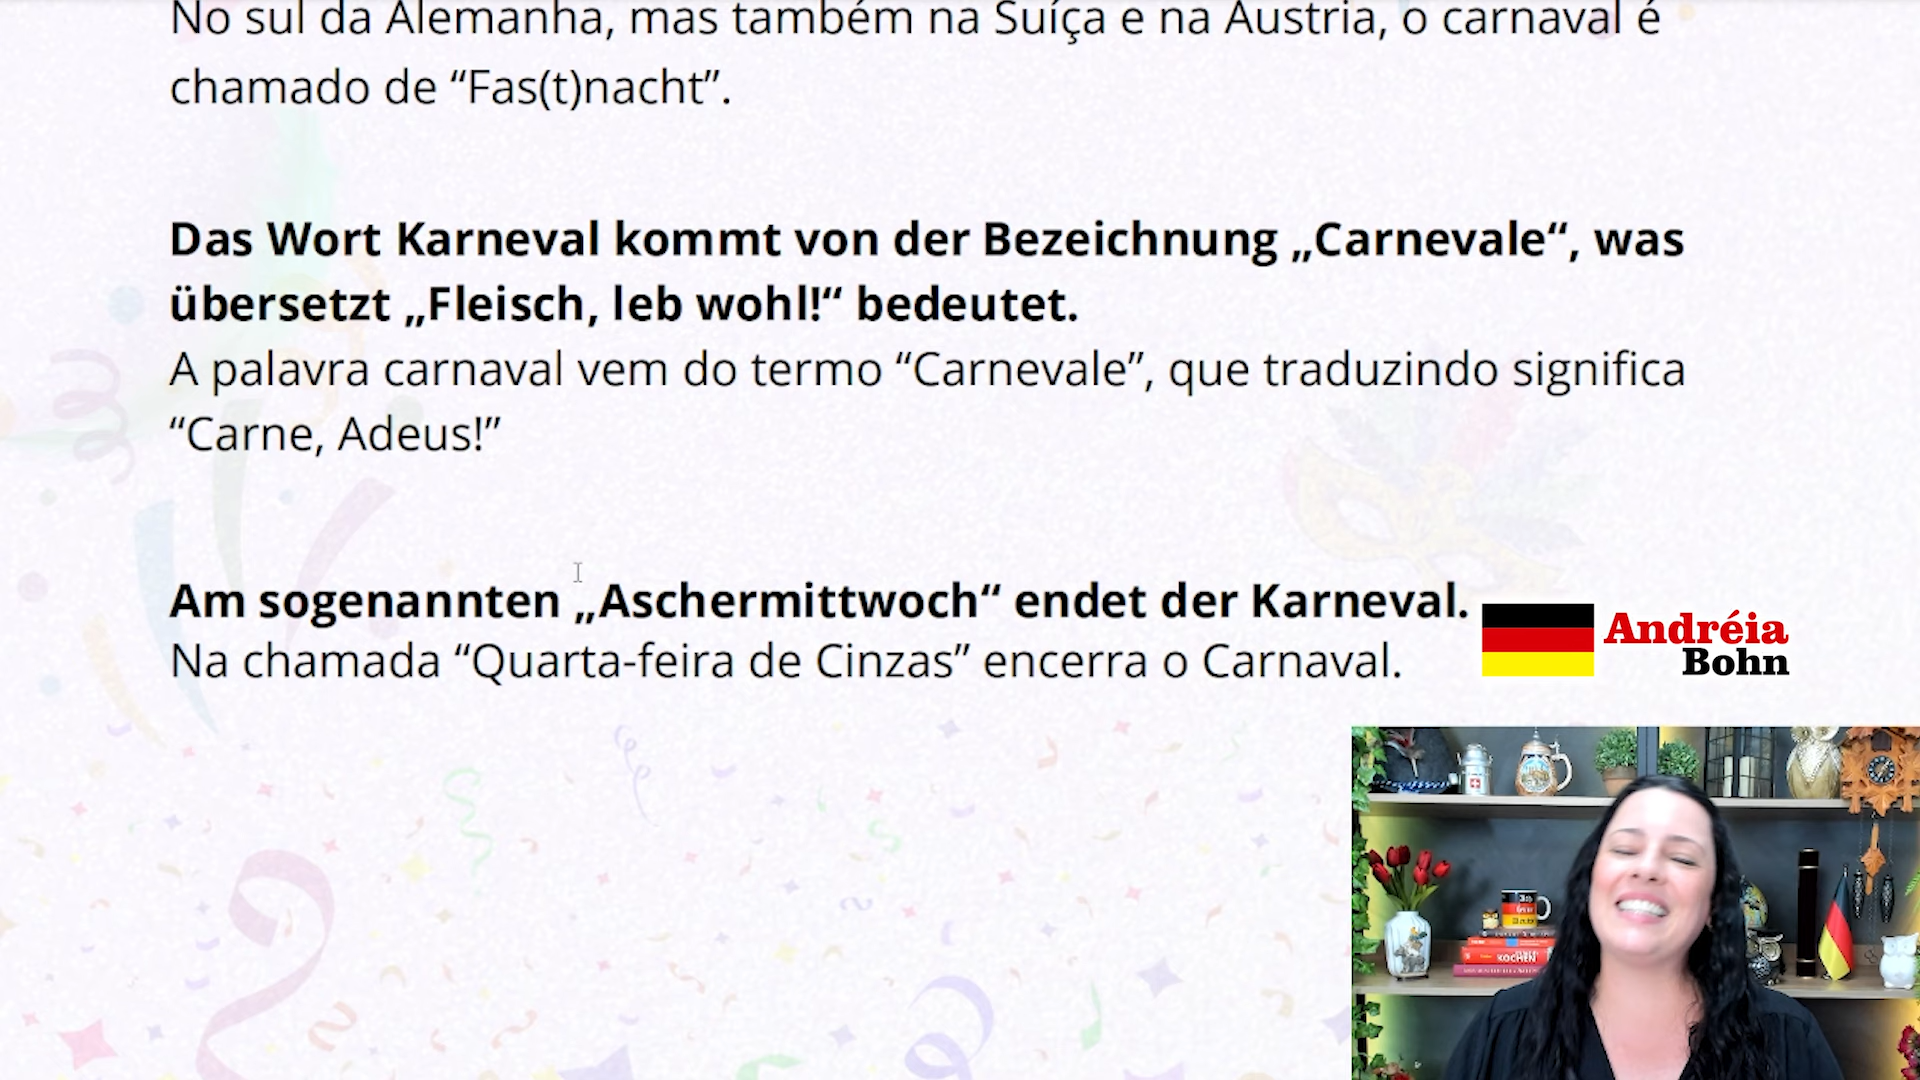 No sul da Alemanha, mas também na Suíça e na Áustria, o carnaval é
chamado de “Fas(t)nacht”.
Das Wort Karneval kommt von der Bezeichnung „Carnevale“, was
übersetzt „Fleisch, leb wohl!“ bedeutet.
A palavra carnaval vem do termo “Carnevale”, que traduzindo significa
“Carne, Adeus!”
Am sogenannten „Aschermittwoch“ endet der Karneval.
Na chamada “Quarta-feira de Cinzas” encerra o Carnaval.
Andréia
Bohn
KOCHEN